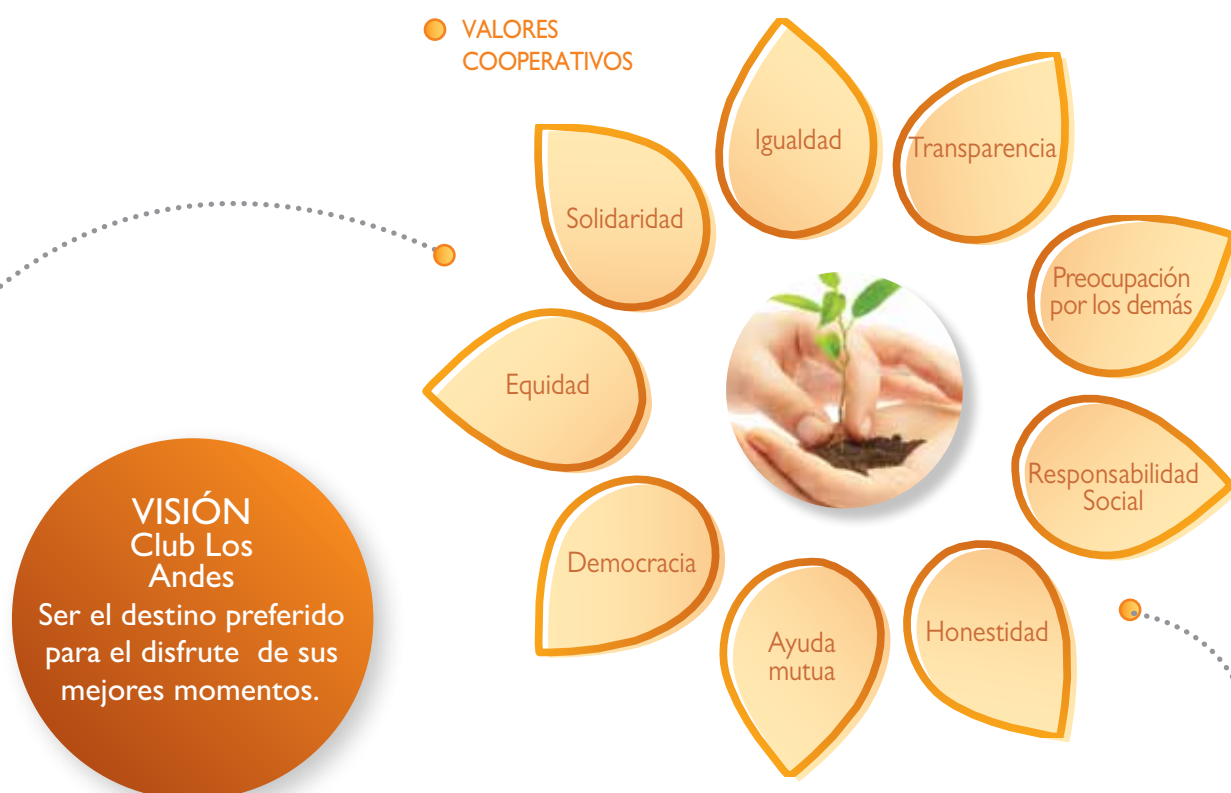 VALORES
COOPERATIVOS
Igualdad
Transparencia
Solidaridad
Preocupación
por los demás
Equidad
Responsabilidad
Social
Democracia
Honestidad
Ayuda
mutua
VISIÓN
Club Los
Andes
Ser el destino preferido
para el disfrute de sus
mejores momentos.